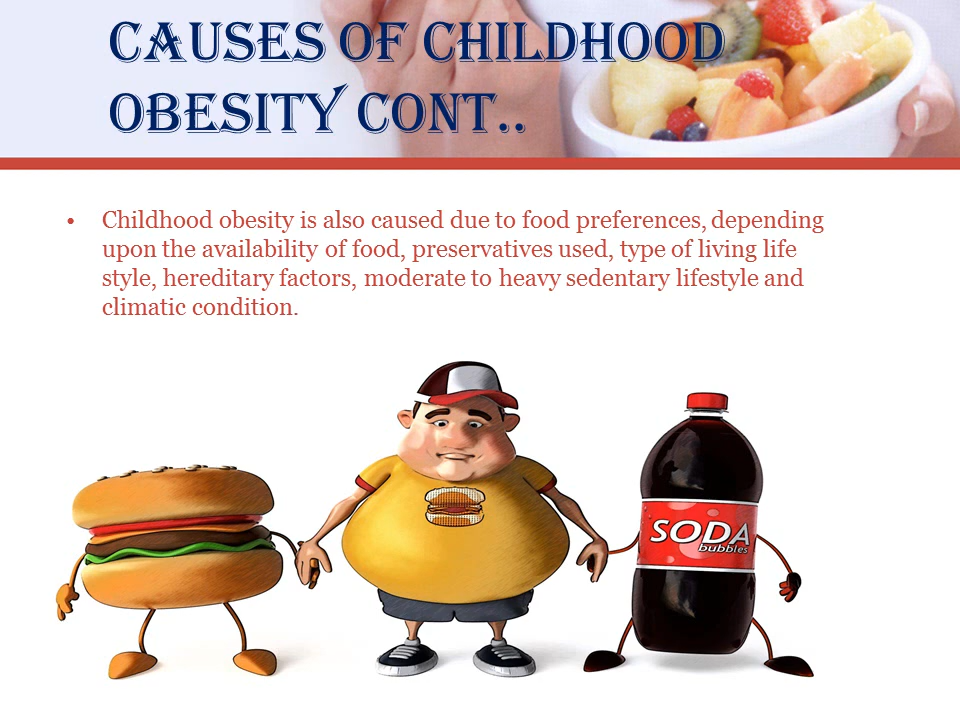 CAUSES OF CHILDHOOD
OBESITY CONT..
• Childhood obesity is also caused due to food preferences, depending
upon the availability of food, preservatives used, type of living life
style, hereditary factors, moderate to heavy sedentary lifestyle and
climatic condition.
SODA
bubbles